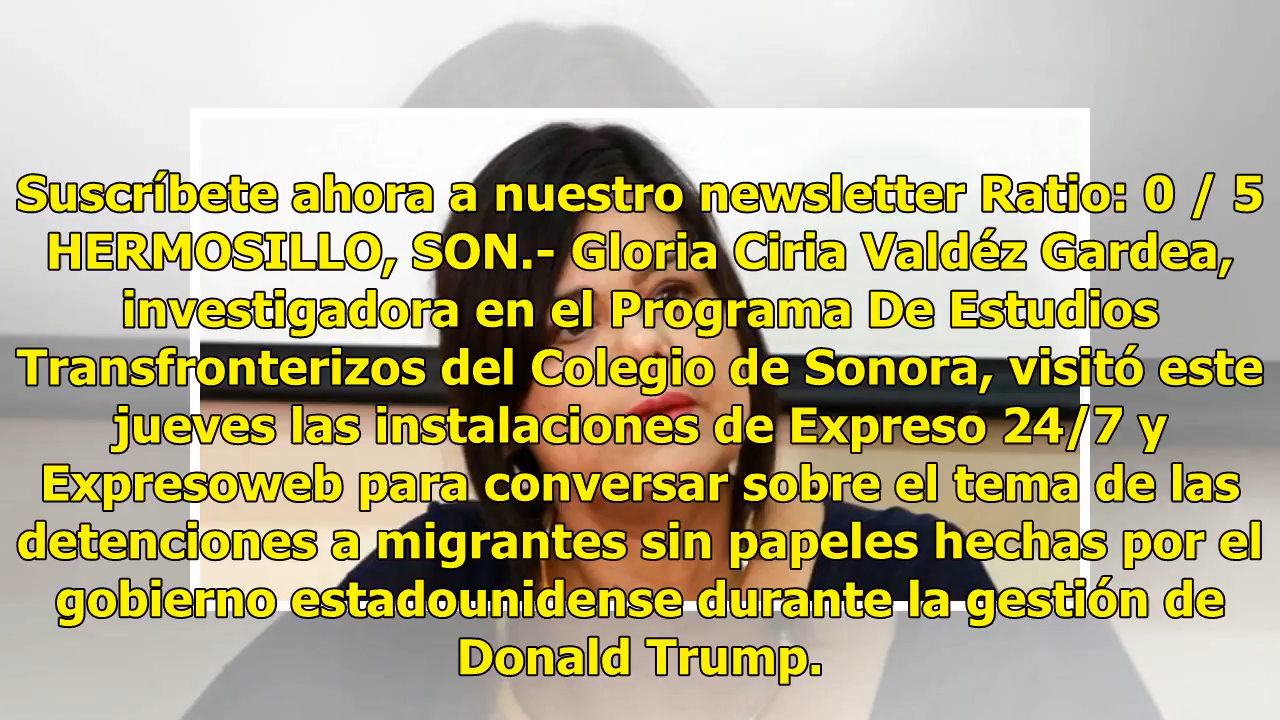 Suscríbete ahora a nuestro newsletter Ratio: 0 / 5
HERMOSILLO, SON.- Gloria Ciria Valdéz Gardea,
investigadora en el Programa De Estudios
Transfronterizos del Colegio de Sonora, visitó este
jueves las instalaciones de Expreso 24/7 y
Expresoweb para conversar sobre el tema de las
detenciones a migrantes sin papeles hechas por el
gobierno estadounidense durante la gestión de
Donald Trump.